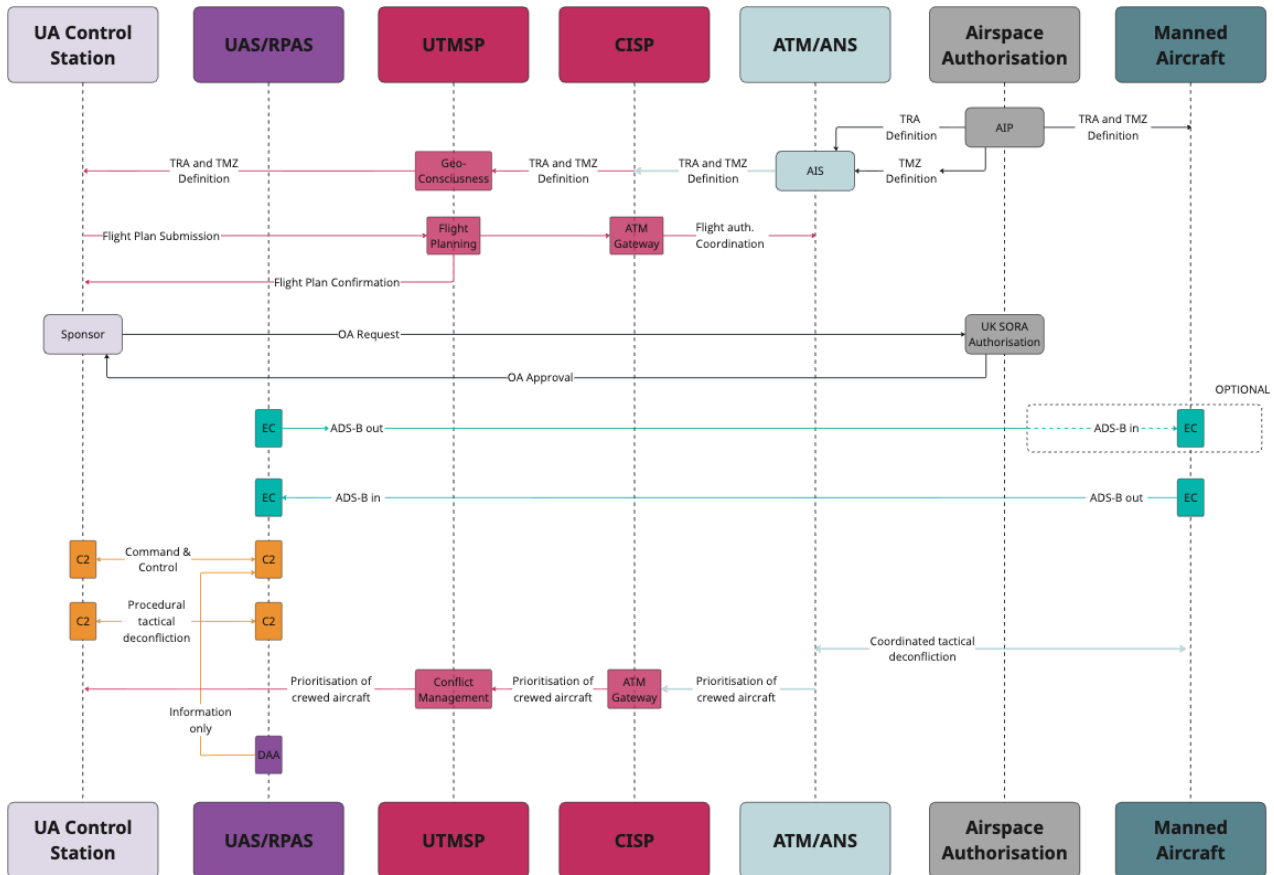 UA Control
Station
UAS/RPAS
UTMSP
CISP
ATM/ANS
Airspace
Authorisation
Manned
Aircraft
TRA
Definition
AIP
TRA and TMZ
Definition
TRA and TMZ
Definition
Geo-
Consciusness
TRA and TMZ
Definition
TRA and TMZ
Definition
AIS
TMZ
Definition
Flight Plan Submission
Flight
Planning
ATM
Gateway
Flight auth.
Coordination
Flight Plan Confirmation
Sponsor
OA Request
UK SORA
Authorisation
OA Approval
OPTIONAL
EC
ADS-B out
ADS-B in
EC
EC
ADS-B in
ADS-B out
EC
C2
Command &
Control
C2
C2
Procedural
tactical
deconfliction
C2
Coordinated tactical
deconfliction
Prioritisation of
crewed aircraft
Conflict
Management
Prioritisation of
crewed aircraft
ATM
Gateway
Prioritisation of
crewed aircraft
Information
only
DAA
UA Control
Station
UAS/RPAS
UTMSP
CISP
ATM/ANS
Airspace
Authorisation
Manned
Aircraft